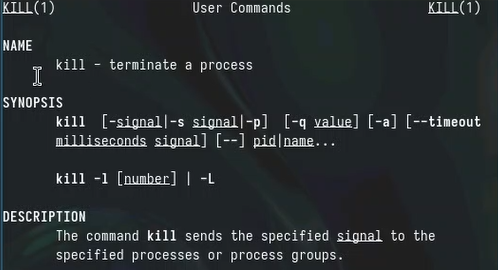 KILL(1) User Commands KILL(1)
NAME
kill - terminate a process
SYNOPSIS
kill [-signal|-s signal|-p] [-q value] [-a] [--timeout
milliseconds signal] [--] pid|name...
kill -l [number] | -L
DESCRIPTION
The command kill sends the specified signal to the
specified processes or process groups.